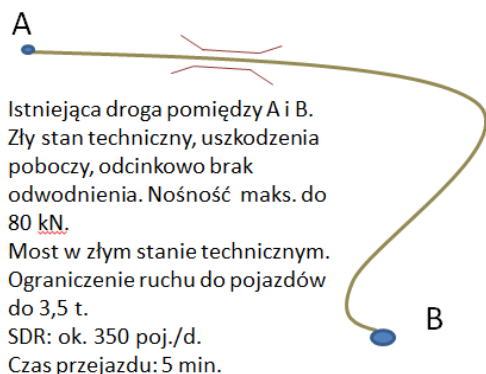 A
Istniejąca droga pomiędzy A i B.
Zły stan techniczny, uszkodzenia
poboczy, odcinkowo brak
odwodnienia. Nośność maks. do
80 kN.
Most w złym stanie technicznym.
Ograniczenie ruchu do pojazdów
do 3,5 t.
SDR: ok. 350 poj./d.
Czas przejazdu: 5 min.
B